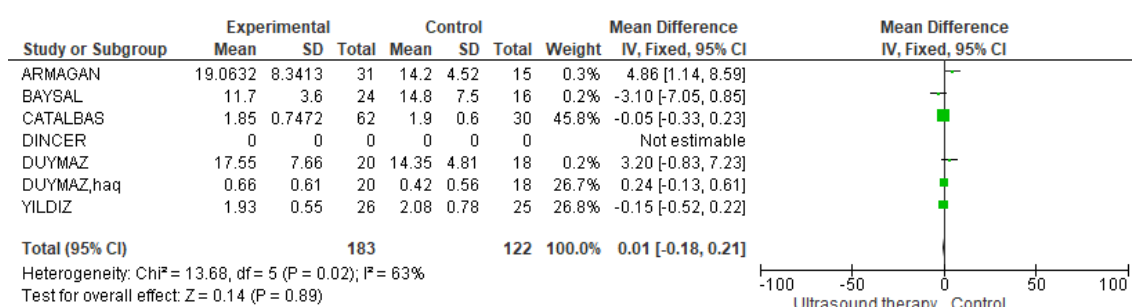 Experimental Control Mean Difference Mean Difference
Study or Subgroup Mean SD Total Mean SD Total Weight IV, Fixed, 95% CI IV, Fixed, 95% CI
ARMAGAN 19.0632 8.3413 31 14.2 4.52 15 0.3% 4.86 [1.14, 8.59]
BAYSAL 11.7 3.6 24 14.8 7.5 16 0.2% -3.10 [-7.05, 0.85]
CATALBAS 1.85 0.7472 62 1.9 0.6 30 45.8% -0.05 [-0.33, 0.23]
DINCER 0 0 0 0 0 0 Not estimable
DUYMAZ 17.55 7.66 20 14.35 4.81 18 0.2% 3.20 [-0.83, 7.23]
DUYMAZ,haq 0.66 0.61 20 0.42 0.56 18 26.7% 0.24 [-0.13, 0.61]
YILDIZ 1.93 0.55 26 2.08 0.78 25 26.8% -0.15 [-0.52, 0.22]
Total (95% CI) 183 122 100.0% 0.01 [-0.18, 0.21]
Heterogeneity: Chi² = 13.68, df = 5 (P = 0.02); I² = 63%
Test for overall effect: Z = 0.14 (P = 0.89)
-100 -50 0 50 100
Ultrasound therapy Control